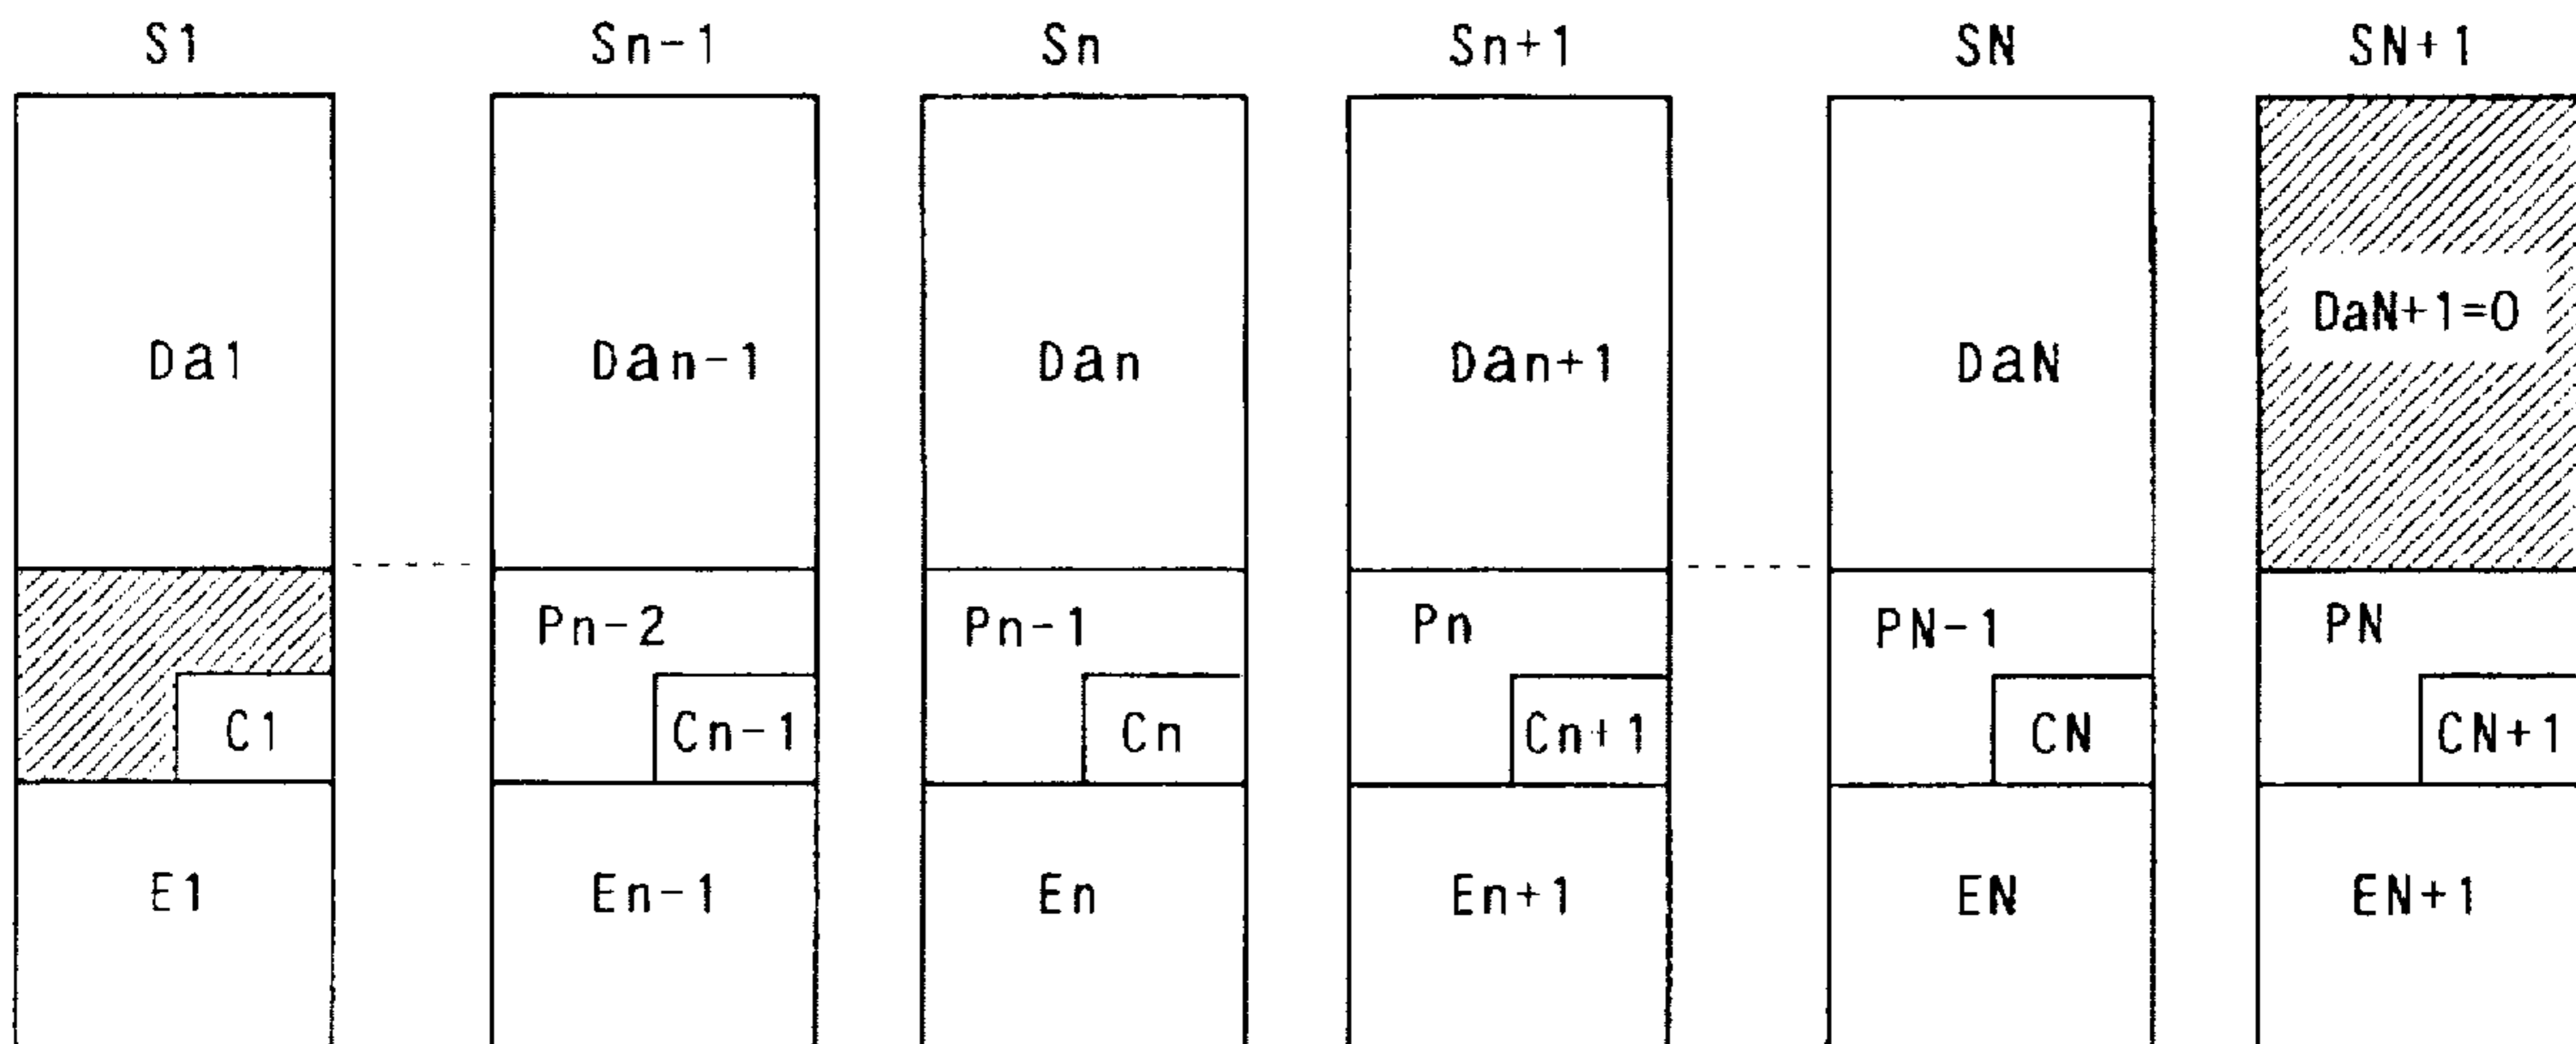 S1 Sn-1 Sn Sn+1 SN SN+1
DaN+1=0
Da1 Dan-1 Dan Dan+1 DaN
Pn-2 Pn-1 Pn PN-1 PN
C1 Cn-1 Cn Cn+1 CN CN+1
E1 En-1 En En+1 EN EN+1